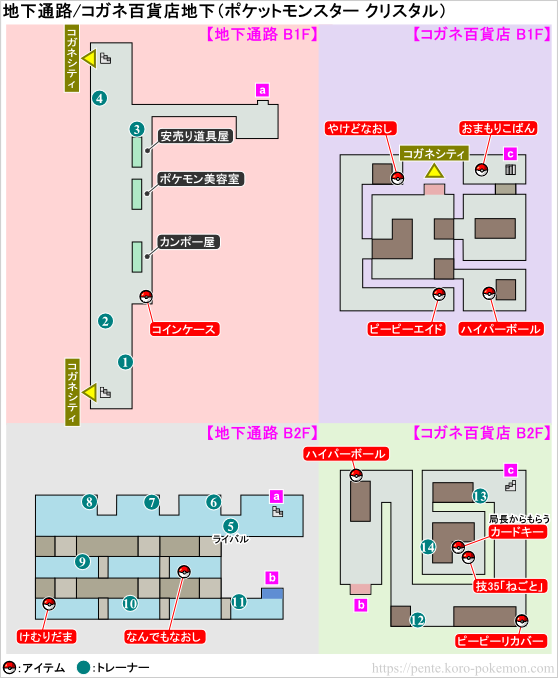 地下通路/コガネ百貨店地下(ポケットモンスター クリスタル)
【地下通路 B1F】
コガネシティ
4
a
3
安売り道具屋
ポケモン美容室
カンポー屋
コインケース
2
1
コガネシティ
【コガネ百貨店 B1F】
やけどなおし
おまもりこばん
コガネシティ
c
ピーピーエイド
ハイパーボール
【地下通路 B2F】
8
7
6
a
5
ライバル
9
b
10
11
けむりだま
なんでもなおし
【コガネ百貨店 B2F】
ハイパーボール
c
13
局長からもらう
カードキー
14
技35「ねごと」
b
12
ピーピーリカバー
:アイテム
:トレーナー
https://pente.koro-pokemon.com/